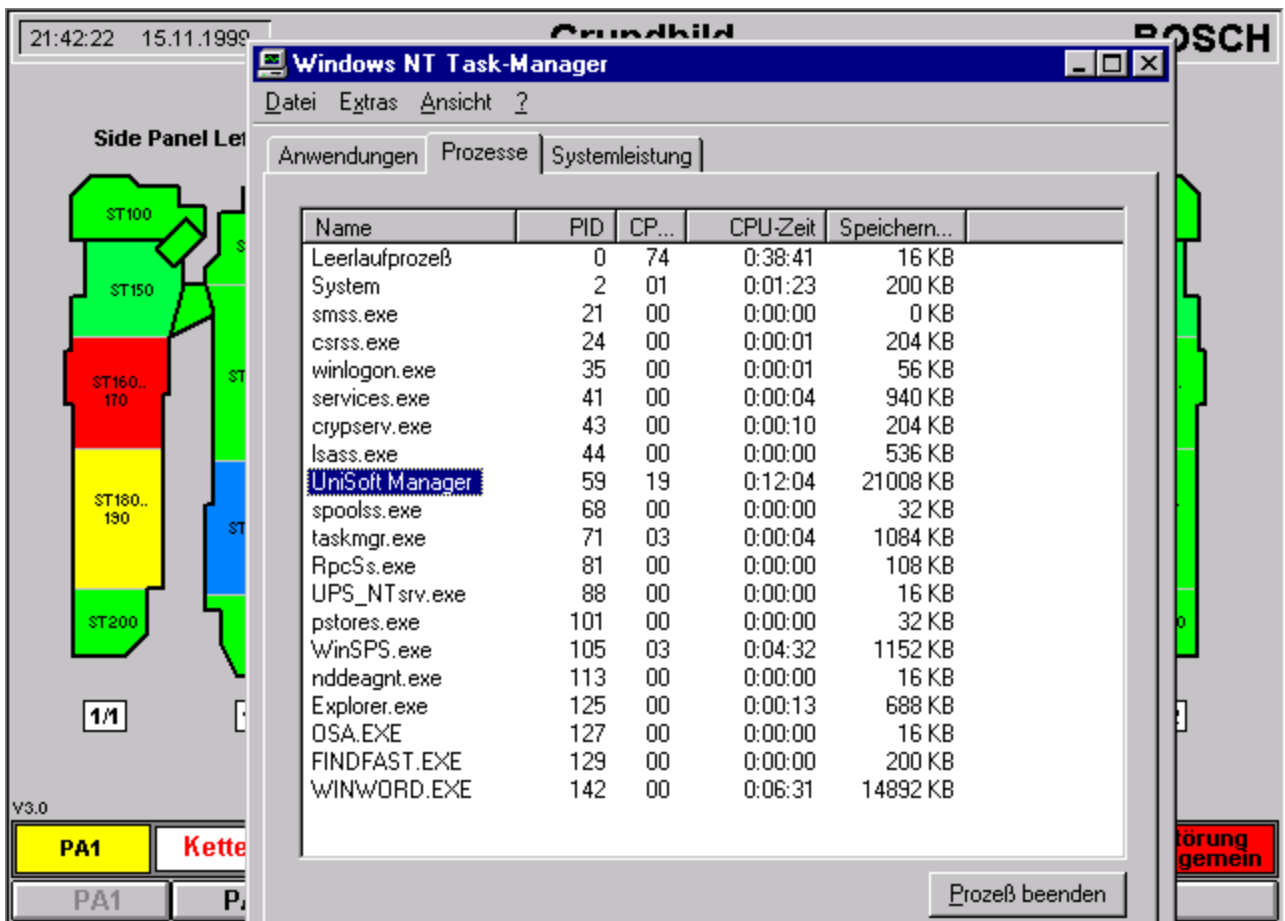 21:42:22 15.11.1999
Grundbild
BOSCH
Windows NT Task-Manager
Datei Extras Ansicht ?
Side Panel
Anwendungen Prozesse Systemleistung
ST100
ST150
ST160..
170
ST180..
190
ST200
Name PID CP... CPU-Zeit Speichern...
Leerlaufprozeß 0 74 0:38:41 16 KB
System 2 01 0:01:23 200 KB
smss.exe 21 00 0:00:00 0 KB
csrss.exe 24 00 0:00:01 204 KB
winlogon.exe 35 00 0:00:01 56 KB
services.exe 41 00 0:00:04 940 KB
crypserv.exe 43 00 0:00:10 204 KB
lsass.exe 44 00 0:00:00 536 KB
UniSoft Manager 59 19 0:12:04 21008 KB
spoolss.exe 68 00 0:00:00 32 KB
taskmgr.exe 71 03 0:00:04 1084 KB
RpcSs.exe 81 00 0:00:00 108 KB
UPS_NTsrv.exe 88 00 0:00:00 16 KB
pstores.exe 101 00 0:00:00 32 KB
WinSPS.exe 105 03 0:04:32 1152 KB
nddeagnt.exe 113 00 0:00:00 16 KB
Explorer.exe 125 00 0:00:13 688 KB
OSA.EXE 127 00 0:00:00 16 KB
FINDFAST.EXE 129 00 0:00:00 200 KB
WINWORD.EXE 142 00 0:06:31 14892 KB
1/1
V3.0
PA1 Kette
PA1
Prozeß beenden